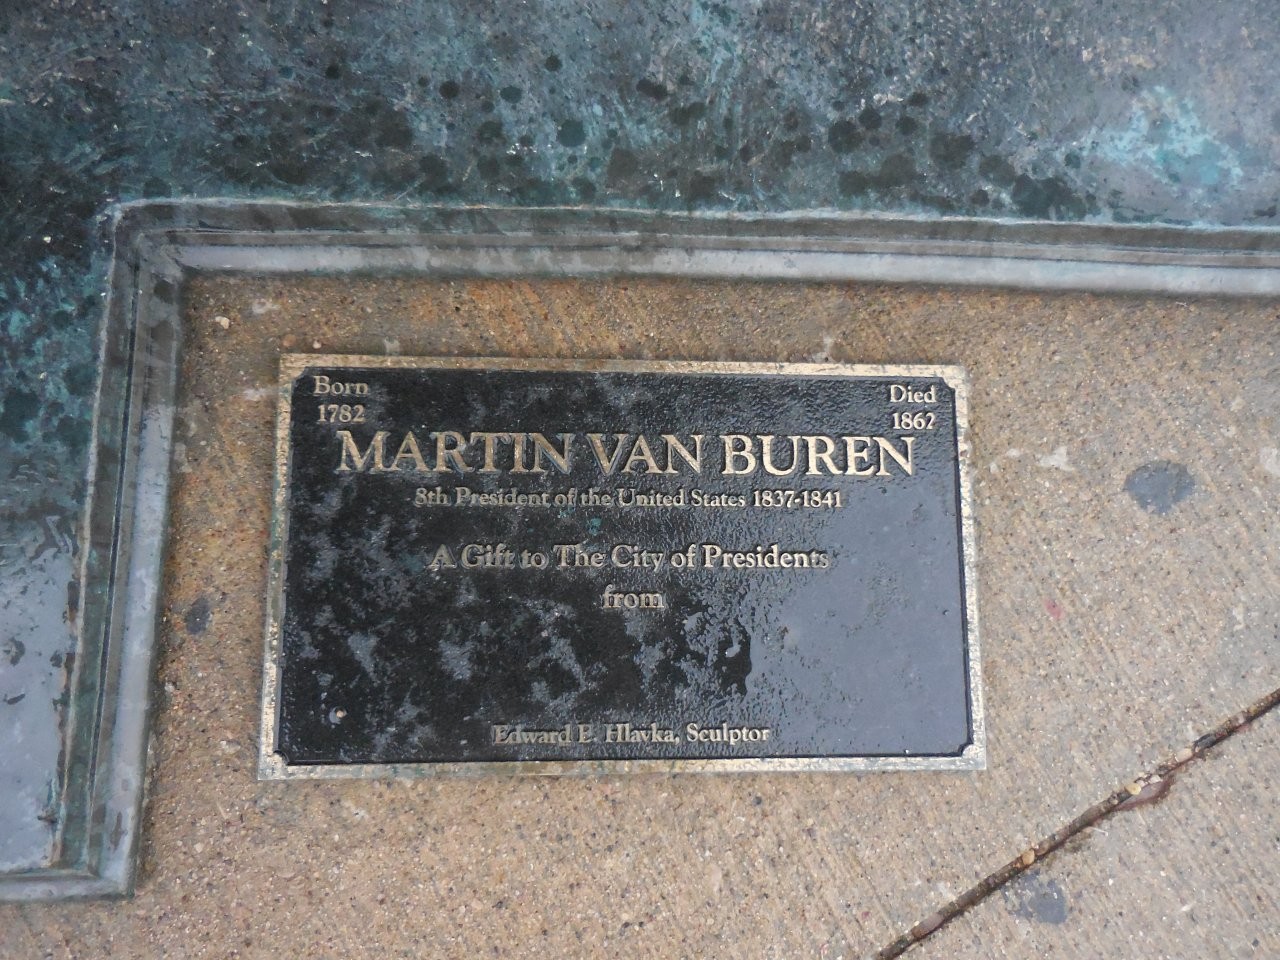 Born Died
1782 1862
MARTIN VAN BUREN
8th President of the United States 1837-1841
A Gift to The City of Presidents
from
Edward E. Hlavka, Sculptor